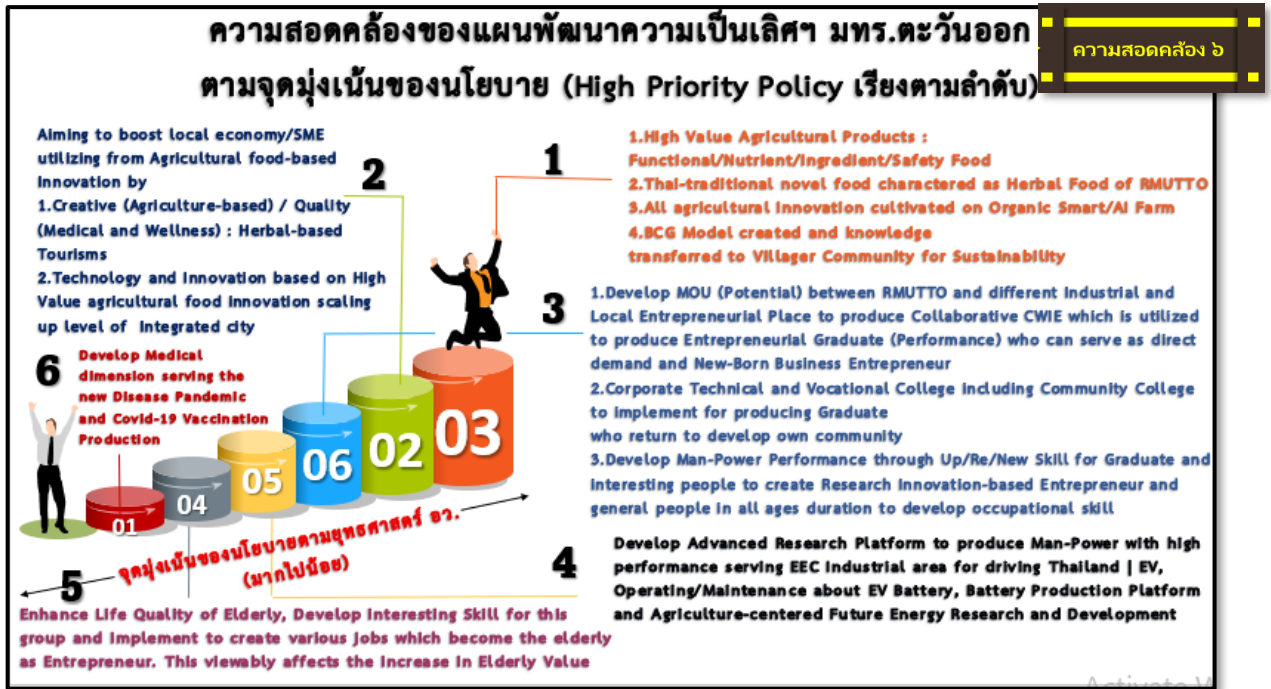 ความสอดคล้องของแผนพัฒนาความเป็นเลิศฯ มทร.ตะวันออก
ตามจุดมุ่งเน้นของนโยบาย (High Priority Policy เรียงตามลำดับ)
ความสอดคล้อง ๖
1
1.High Value Agricultural Products :
Functional/Nutrient/Ingredient/Safety Food
2.Thai-traditional novel food charactered as Herbal Food of RMUTTO
3.All agricultural Innovation cultivated on Organic Smart/AI Farm
4.BCG Model created and knowledge
transferred to Villager Community for Sustainability
2
Aiming to boost local economy/SME
utilizing from Agricultural food-based
Innovation by
1.Creative (Agriculture-based) / Quality
(Medical and Wellness) : Herbal-based
Tourisms
2.Technology and Innovation based on High
Value agricultural food innovation scaling
up level of Integrated city
3
1.Develop MOU (Potential) between RMUTTO and different Industrial and
Local Entrepreneurial Place to produce Collaborative CWIE which is utilized
to produce Entrepreneurial Graduate (Performance) who can serve as direct
demand and New-Born Business Entrepreneur
2.Corporate Technical and Vocational College including Community College
to implement for producing Graduate
who return to develop own community
3.Develop Man-Power Performance through Up/Re/New Skill for Graduate and
interesting people to create Research Innovation-based Entrepreneur and
general people in all ages duration to develop occupational skill
6
Develop Medical
dimension serving the
new Disease Pandemic
and Covid-19 Vaccination
Production
01
04
05
06
02
03
จุดมุ่งเน้นของนโยบายตามยุทธศาสตร์ อว.
(มากไปน้อย)
4
Develop Advanced Research Platform to produce Man-Power with high
performance serving EEC Industrial area for driving Thailand | EV,
Operating/Maintenance about EV Battery, Battery Production Platform
and Agriculture-centered Future Energy Research and Development
5
Enhance Life Quality of Elderly, Develop Interesting Skill for this
group and Implement to create various Jobs which become the elderly
as Entrepreneur. This viewably affects the Increase in Elderly Value